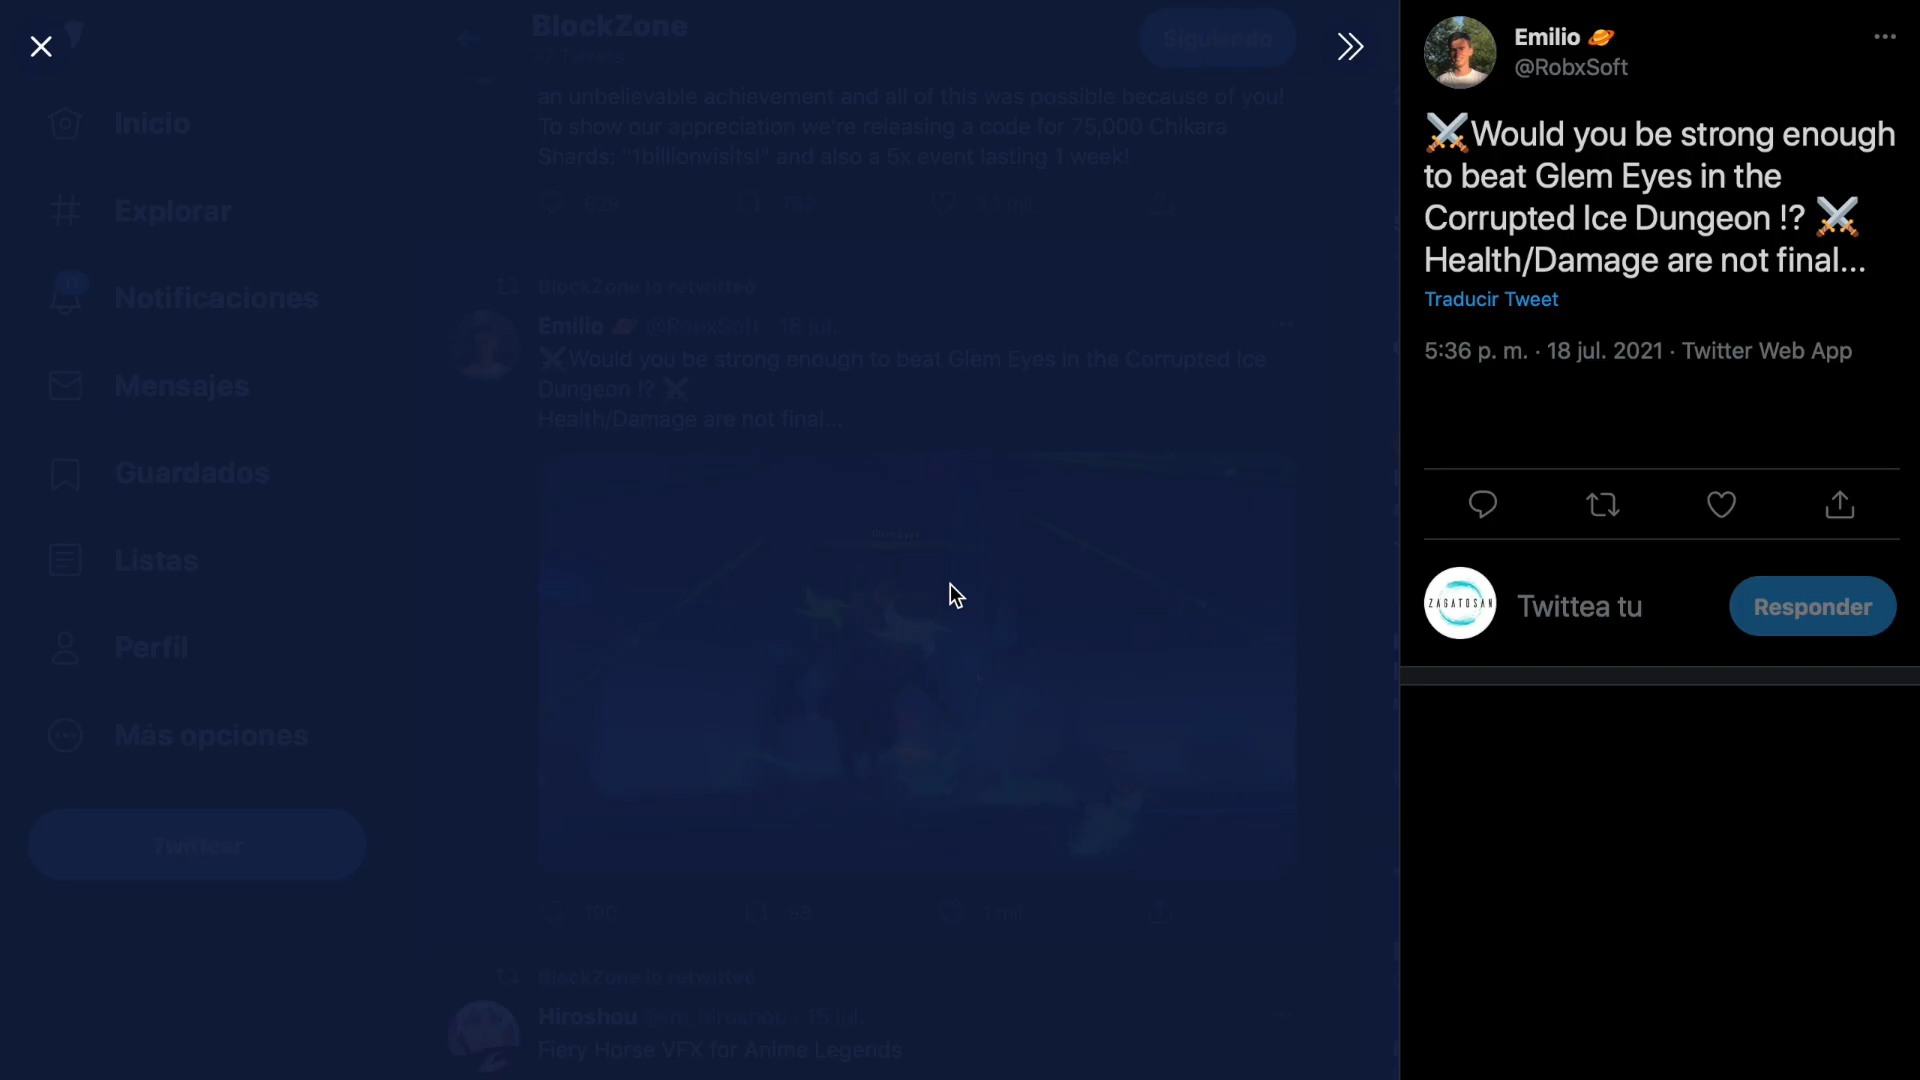 BlockZone
Siguiendo
an unbelievable achievement and all of this was possible because of you!
To show our appreciation we're releasing a code for 75,000 Chikara
Shards: "1billionvisits!" and also a 5x event lasting 1 week!
Inicio
Explorar
Notificaciones
Mensajes
Guardados
Listas
Perfil
Más opciones
Twittear
BlockZone lo retwitteó
Emilio 🪐 @RobxSoft · 18 jul.
⚔️Would you be strong enough to beat Glem Eyes in the Corrupted Ice
Dungeon !? ⚔️
Health/Damage are not final...
190
98
1 mil
BlockZone lo retwitteó
Hiroshou
15 jul.
Fiery Horse VFX for Anime Legends
Emilio 🪐
@RobxSoft
⚔️Would you be strong enough
to beat Glem Eyes in the
Corrupted Ice Dungeon !? ⚔️
Health/Damage are not final...
Traducir Tweet
5:36 p. m. · 18 jul. 2021 · Twitter Web App
ZAGATOSAN
Twittea tu
Responder